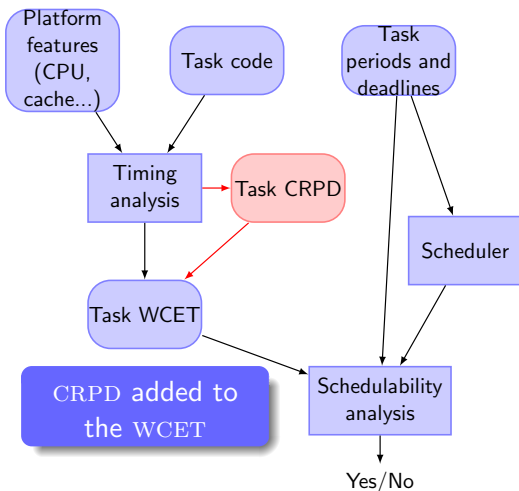 Platform
features
(CPU,
cache...)
Task code
Task
periods and
deadlines
Timing
analysis
Task CRPD
Scheduler
Task WCET
CRPD added to
the WCET
Schedulability
analysis
Yes/No